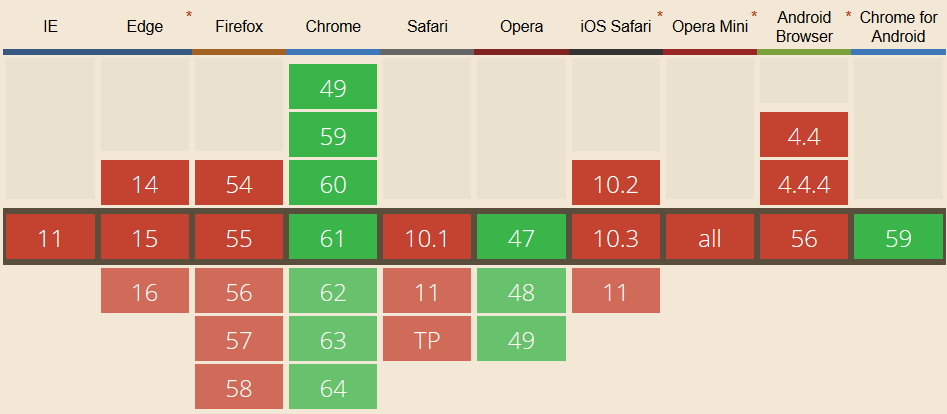 IE Edge * Firefox Chrome Safari Opera iOS Safari * Opera Mini * Android Browser * Chrome for Android
49
59 4.4
14 54 60 10.2 4.4.4
11 15 55 61 10.1 47 10.3 all 56 59
16 56 62 11 48 11
57 63 TP 49
58 64